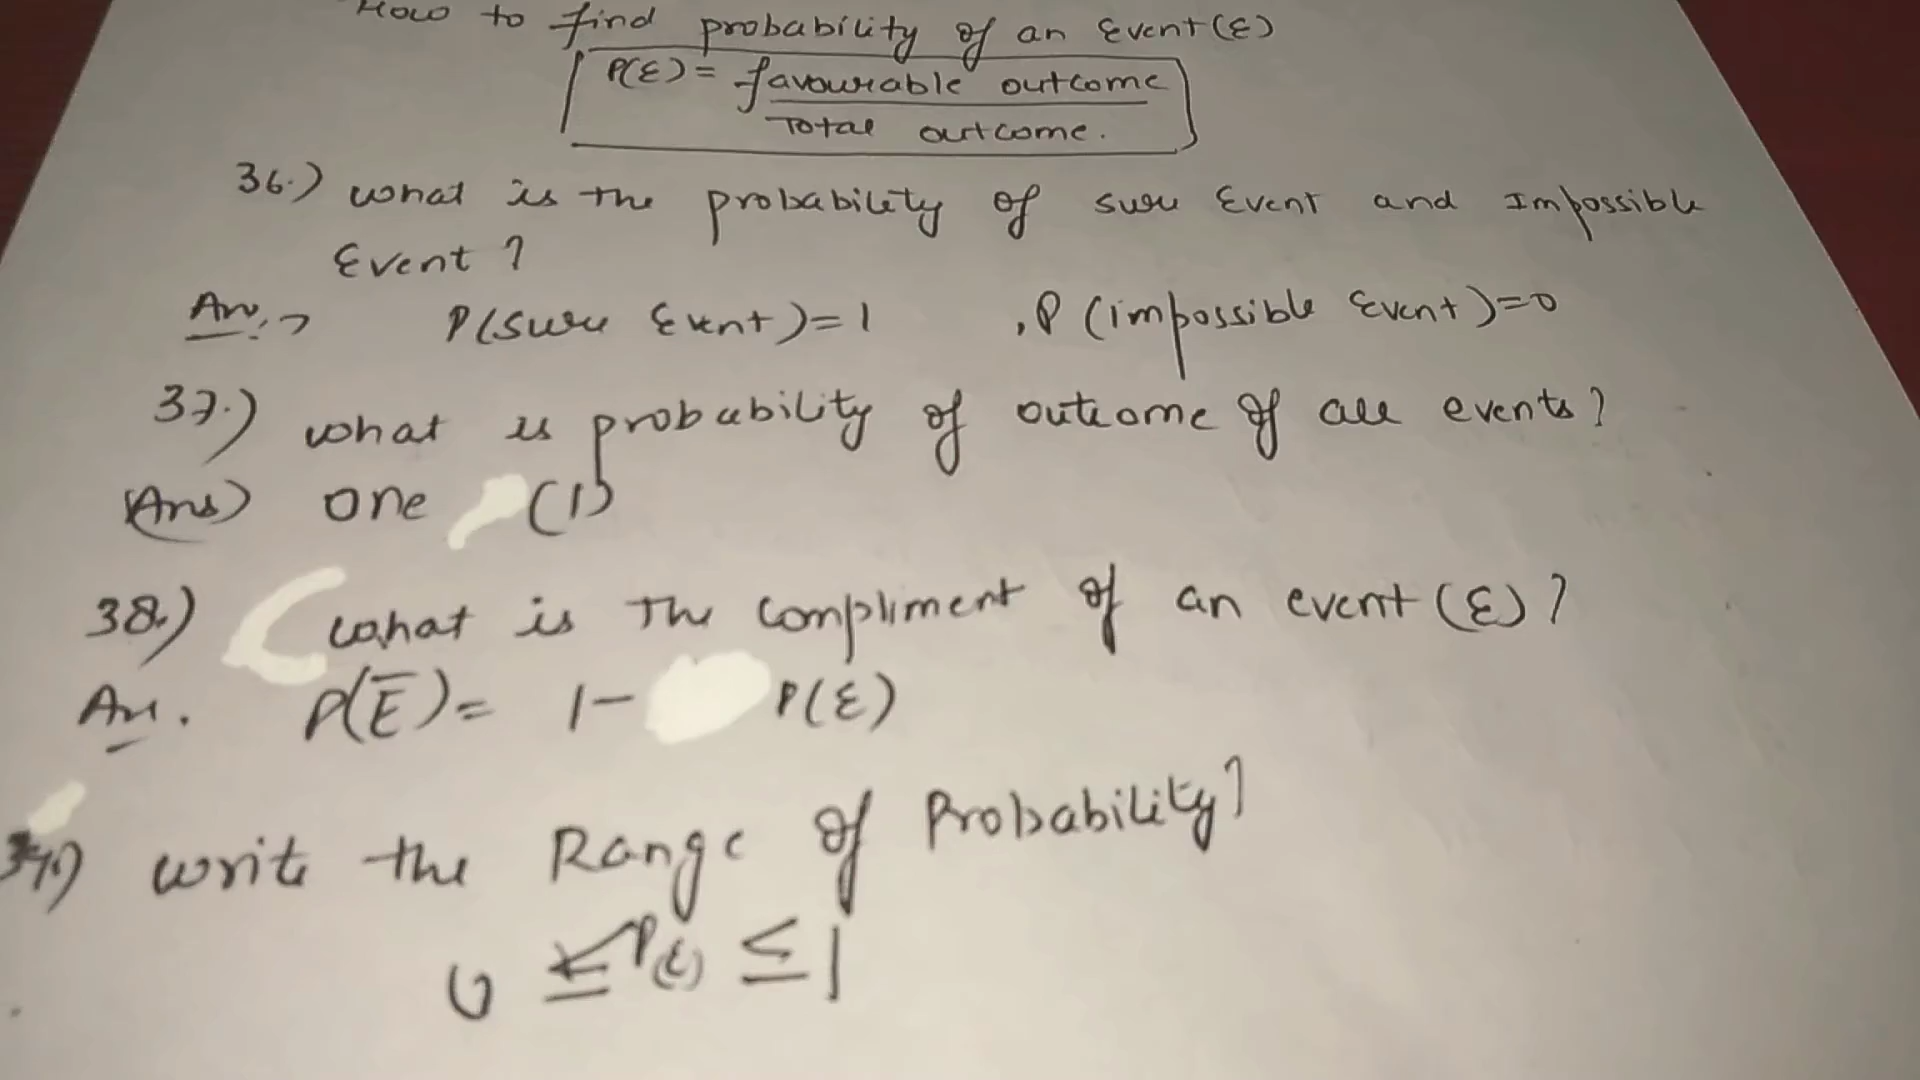 How to find probability of an Event(E)
P(E) = favourable outcome
Total outcome.
36.) what is the probability of sure Event and Impossible
Event ?
Ans:→ P(sure Event)=1 , P(impossible Event)=0
37.) what is probability of outcome of all events?
Ans) one (1)
38.) what is the compliment of an event (E)?
Ans. P(E̅)= 1- P(E)
39) write the Range of Probability?
0 ≤ P(E) ≤ 1